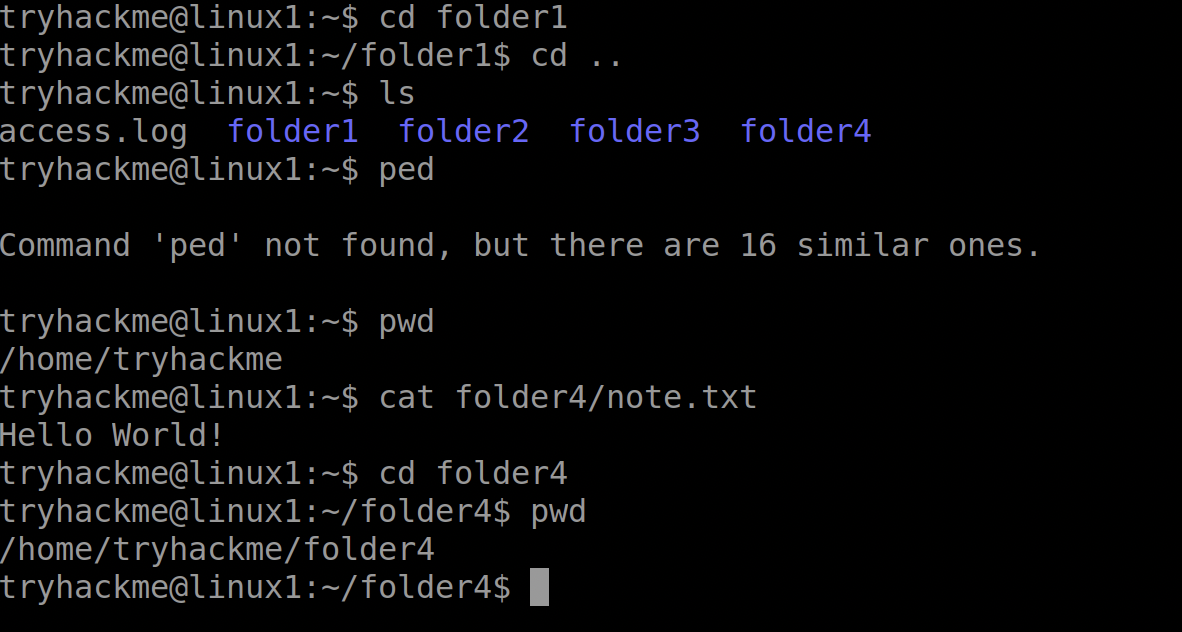 tryhackme@linux1:~$ cd folder1
tryhackme@linux1:~/folder1$ cd ..
tryhackme@linux1:~$ ls
access.log  folder1  folder2  folder3  folder4
tryhackme@linux1:~$ ped
Command 'ped' not found, but there are 16 similar ones.
tryhackme@linux1:~$ pwd
/home/tryhackme
tryhackme@linux1:~$ cat folder4/note.txt
Hello World!
tryhackme@linux1:~$ cd folder4
tryhackme@linux1:~/folder4$ pwd
/home/tryhackme/folder4
tryhackme@linux1:~/folder4$